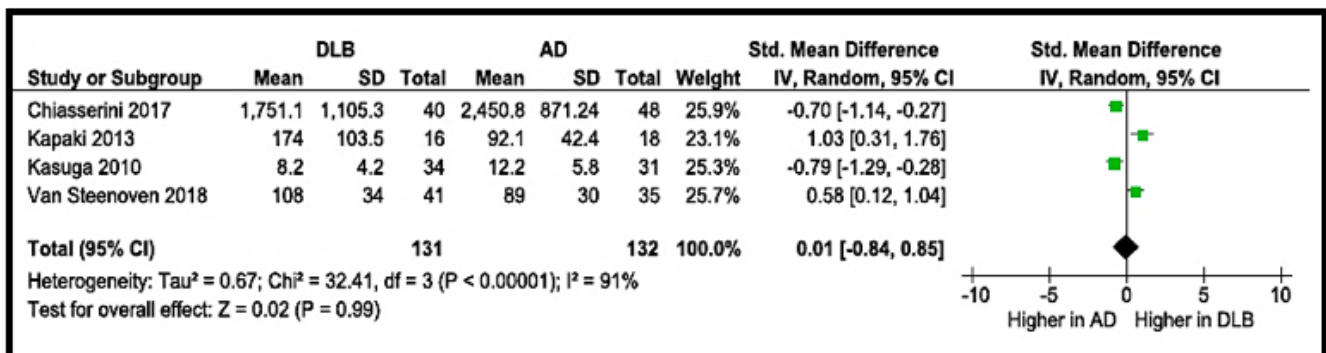 DLB AD Std. Mean Difference Std. Mean Difference
Study or Subgroup Mean SD Total Mean SD Total Weight IV, Random, 95% CI IV, Random, 95% CI
Chiasserini 2017 1,751.1 1,105.3 40 2,450.8 871.24 48 25.9% -0.70 [-1.14, -0.27]
Kapaki 2013 174 103.5 16 92.1 42.4 18 23.1% 1.03 [0.31, 1.76]
Kasuga 2010 8.2 4.2 34 12.2 5.8 31 25.3% -0.79 [-1.29, -0.28]
Van Steenoven 2018 108 34 41 89 30 35 25.7% 0.58 [0.12, 1.04]
Total (95% CI) 131 132 100.0% 0.01 [-0.84, 0.85]
Heterogeneity: Tau² = 0.67; Chi² = 32.41, df = 3 (P < 0.00001); I² = 91%
Test for overall effect: Z = 0.02 (P = 0.99)
-10 -5 0 5 10
Higher in AD Higher in DLB